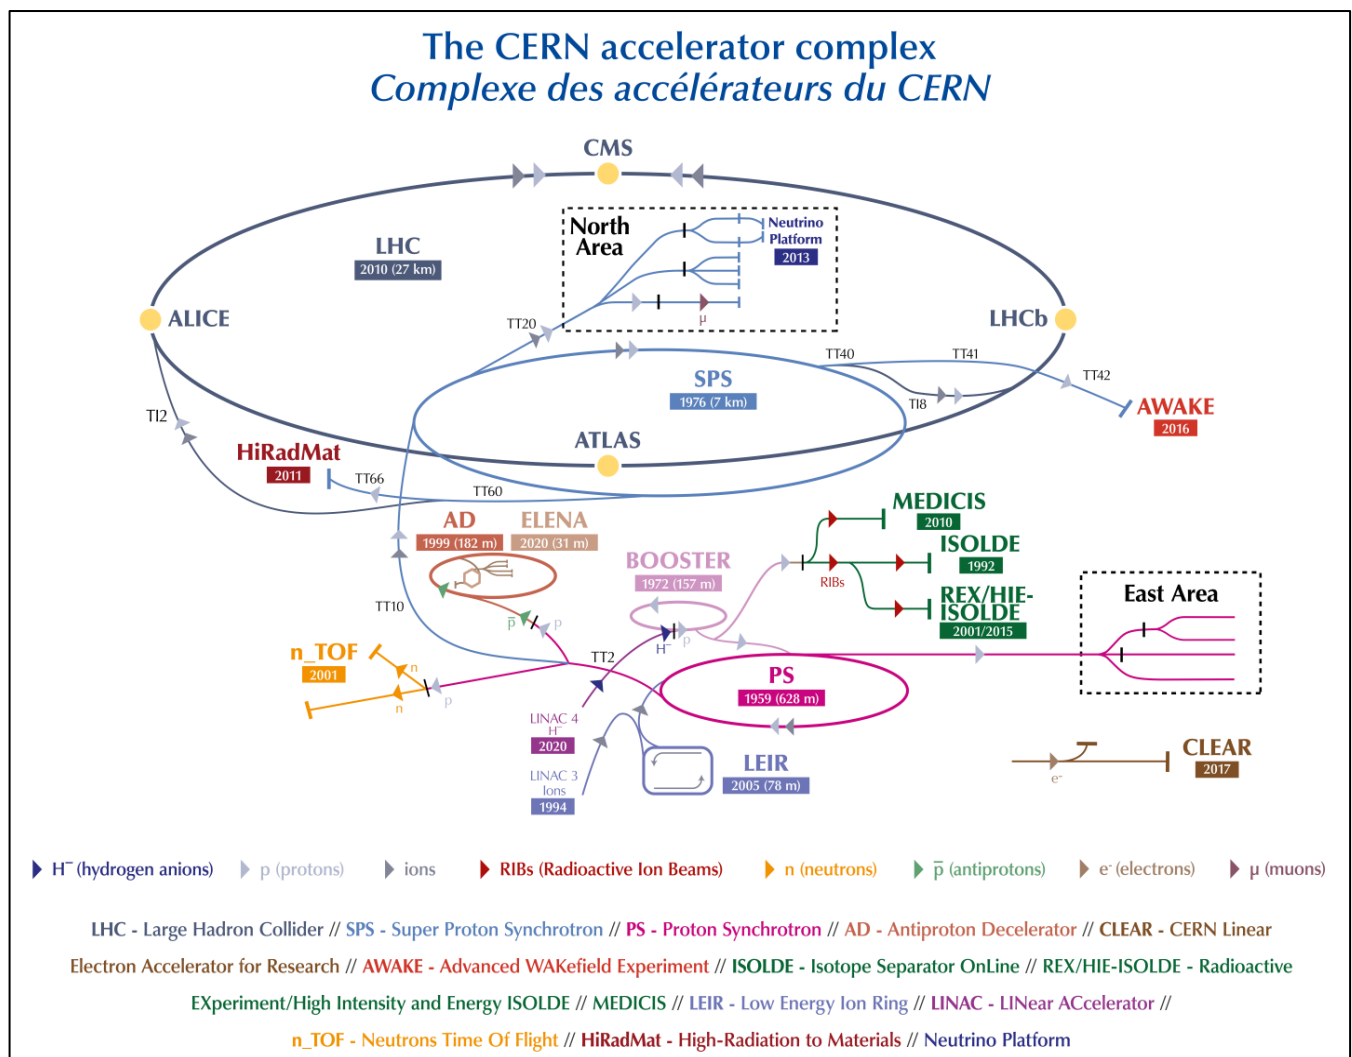 The CERN accelerator complex
Complexe des accélérateurs du CERN
CMS
North
Area
Neutrino
Platform
2013
LHC
2010 (27 km)
µ
ALICE
LHCb
TT20
TT40
TT41
TT42
SPS
1976 (7 km)
TI8
AWAKE
2016
TI2
HiRadMat
2011
ATLAS
TT66
TT60
MEDICIS
2010
AD
1999 (182 m)
ELENA
2020 (31 m)
ISOLDE
1992
BOOSTER
1972 (157 m)
RIBs
REX/HIE-
ISOLDE
2001/2015
East Area
TT10
p̅
p
p
H⁻
n_TOF
2001
n
n
p
TT2
PS
1959 (628 m)
LINAC 4
H⁻
2020
LEIR
2005 (78 m)
LINAC 3
Ions
1994
CLEAR
2017
e⁻
H⁻ (hydrogen anions)
p (protons)
ions
RIBs (Radioactive Ion Beams)
n (neutrons)
p̅ (antiprotons)
e⁻ (electrons)
µ (muons)
LHC - Large Hadron Collider // SPS - Super Proton Synchrotron // PS - Proton Synchrotron // AD - Antiproton Decelerator // CLEAR - CERN Linear
Electron Accelerator for Research // AWAKE - Advanced WAKefield Experiment // ISOLDE - Isotope Separator OnLine // REX/HIE-ISOLDE - Radioactive
EXperiment/High Intensity and Energy ISOLDE // MEDICIS // LEIR - Low Energy Ion Ring // LINAC - LINear ACcelerator //
n_TOF - Neutrons Time Of Flight // HiRadMat - High-Radiation to Materials // Neutrino Platform